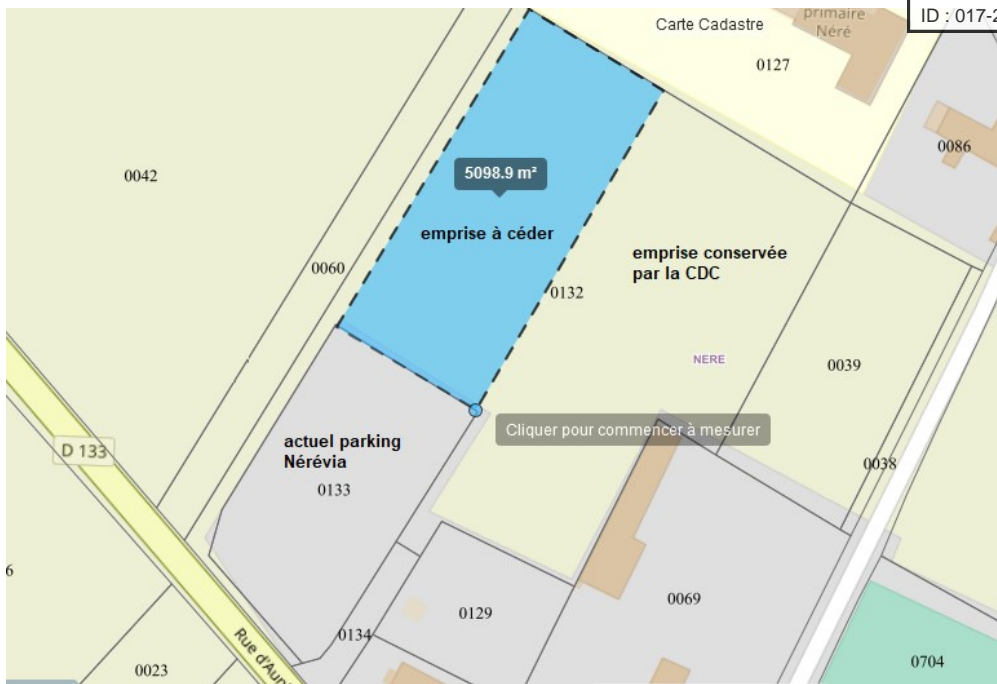 ID : 017-2
Carte Cadastre
primaire
Néré
0127
0086
0042
5098.9 m²
emprise à céder
emprise conservée
par la CDC
0060
0132
NERE
0039
Cliquer pour commencer à mesurer
actuel parking
Nérévia
D 133
0133
0038
6
0129
0069
0134
Rue d'Aun
0023
0704